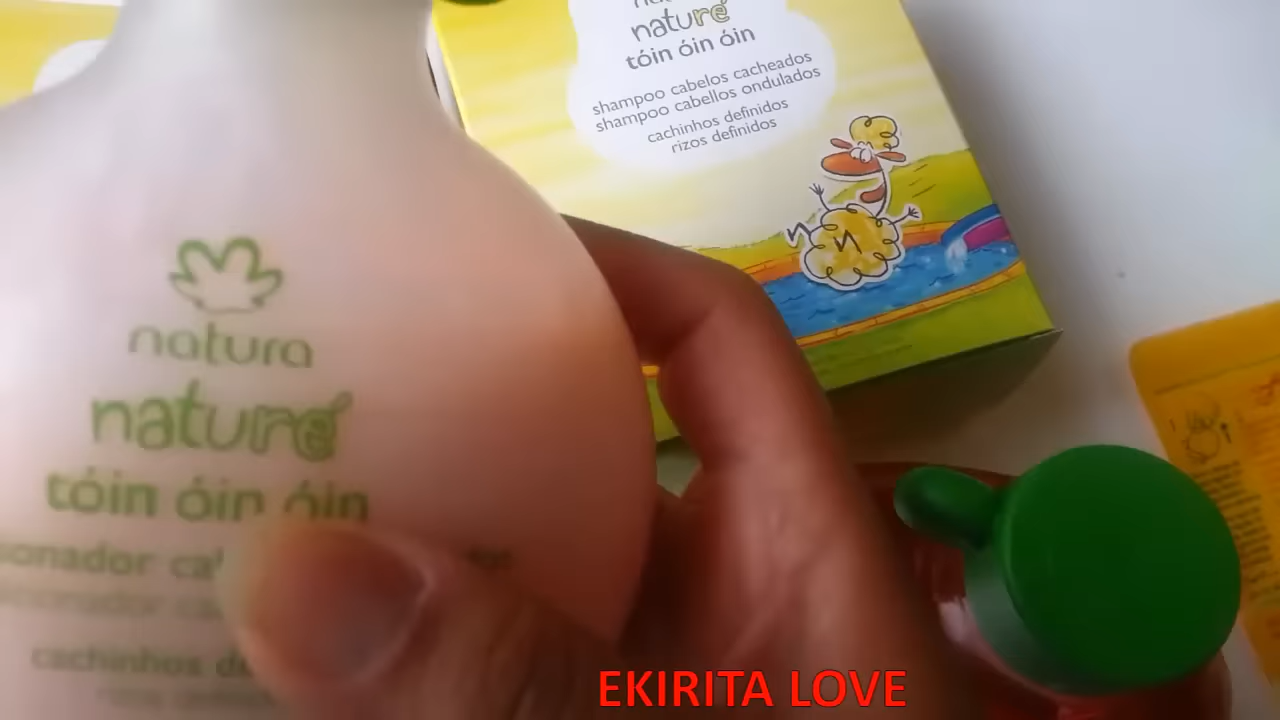 naturé
tóin óin óin
shampoo cabelos cacheados
shampoo cabellos ondulados
cachinhos definidos
rizos definidos
n
natura
naturé
tóin óin óin
cachinhos
EKIRITA LOVE